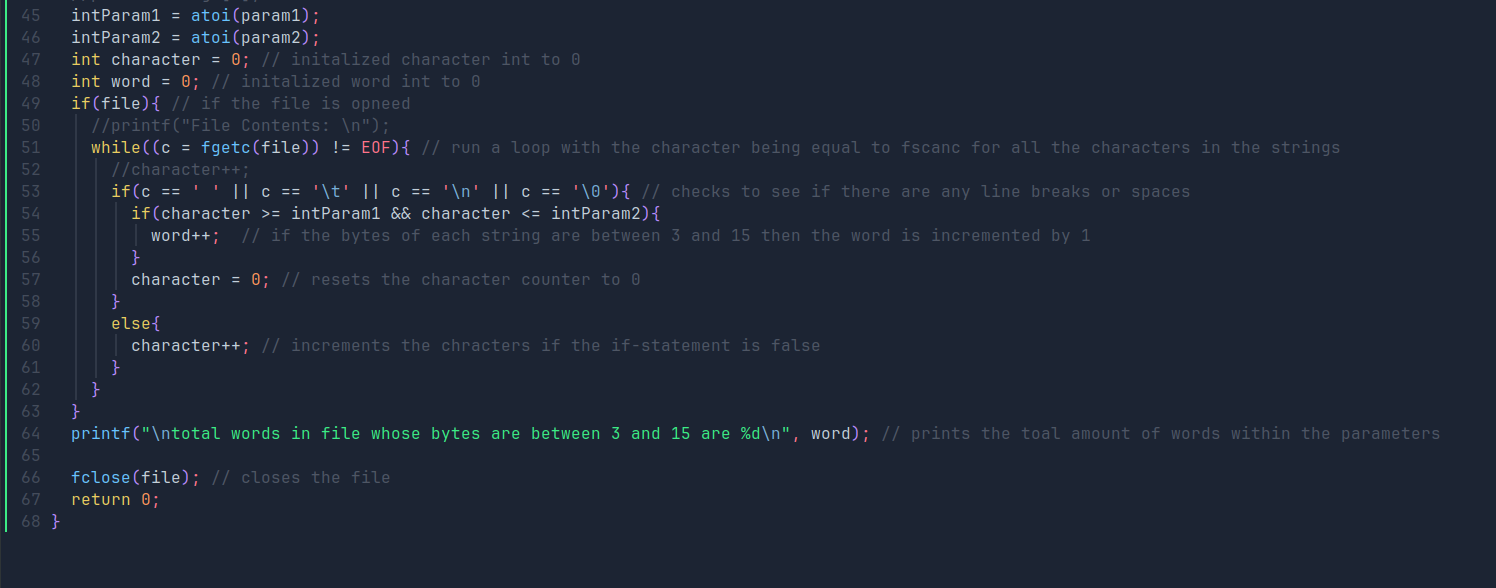 45 intParam1 = atoi(param1);
46 intParam2 = atoi(param2);
47 int character = 0; // initalized character int to 0
48 int word = 0; // initalized word int to 0
49 if(file){ // if the file is opneed
50 //printf("File Contents: \n");
51 while((c = fgetc(file)) != EOF){ // run a loop with the character being equal to fscanc for all the characters in the strings
52 //character++;
53 if(c == ' ' || c == '\t' || c == '\n' || c == '\0'){ // checks to see if there are any line breaks or spaces
54 if(character >= intParam1 && character <= intParam2){
55 word++;  // if the bytes of each string are between 3 and 15 then the word is incremented by 1
56 }
57 character = 0; // resets the character counter to 0
58 }
59 else{
60 character++; // increments the chracters if the if-statement is false
61 }
62 }
63 }
64 printf("\ntotal words in file whose bytes are between 3 and 15 are %d\n", word); // prints the toal amount of words within the parameters
65
66 fclose(file); // closes the file
67 return 0;
68 }